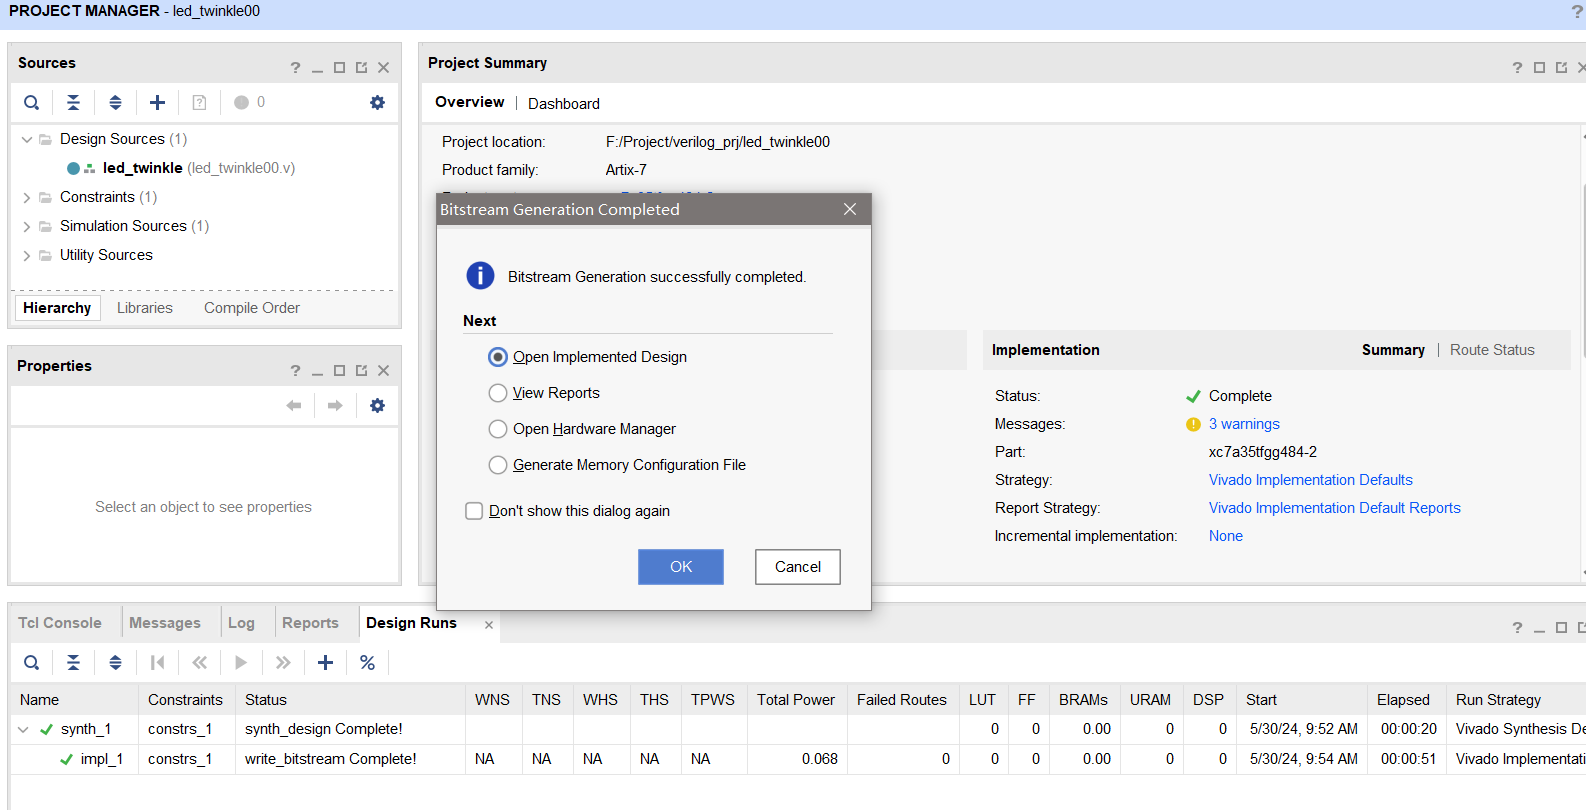 PROJECT MANAGER - led_twinkle00
?
Sources
?
0
Design Sources (1)
led_twinkle (led_twinkle00.v)
Constraints (1)
Simulation Sources (1)
Utility Sources
Hierarchy Libraries Compile Order
Properties
?
Select an object to see properties
Project Summary
?
Overview | Dashboard
Project location: F:/Project/verilog_prj/led_twinkle00
Product family: Artix-7
Bitstream Generation Completed
Bitstream Generation successfully completed.
Next
Open Implemented Design
View Reports
Open Hardware Manager
Generate Memory Configuration File
Don't show this dialog again
OK Cancel
Implementation Summary | Route Status
Status: Complete
Messages: 3 warnings
Part: xc7a35tfgg484-2
Strategy: Vivado Implementation Defaults
Report Strategy: Vivado Implementation Default Reports
Incremental implementation: None
Tcl Console Messages Log Reports Design Runs
?
%
Name Constraints Status WNS TNS WHS THS TPWS Total Power Failed Routes LUT FF BRAMs URAM DSP Start Elapsed Run Strategy
synth_1 constrs_1 synth_design Complete! 0 0 0.00 0 0 5/30/24, 9:52 AM 00:00:20 Vivado Synthesis De
impl_1 constrs_1 write_bitstream Complete! NA NA NA NA NA 0.068 0 0 0 0.00 0 0 5/30/24, 9:54 AM 00:00:51 Vivado Implementati